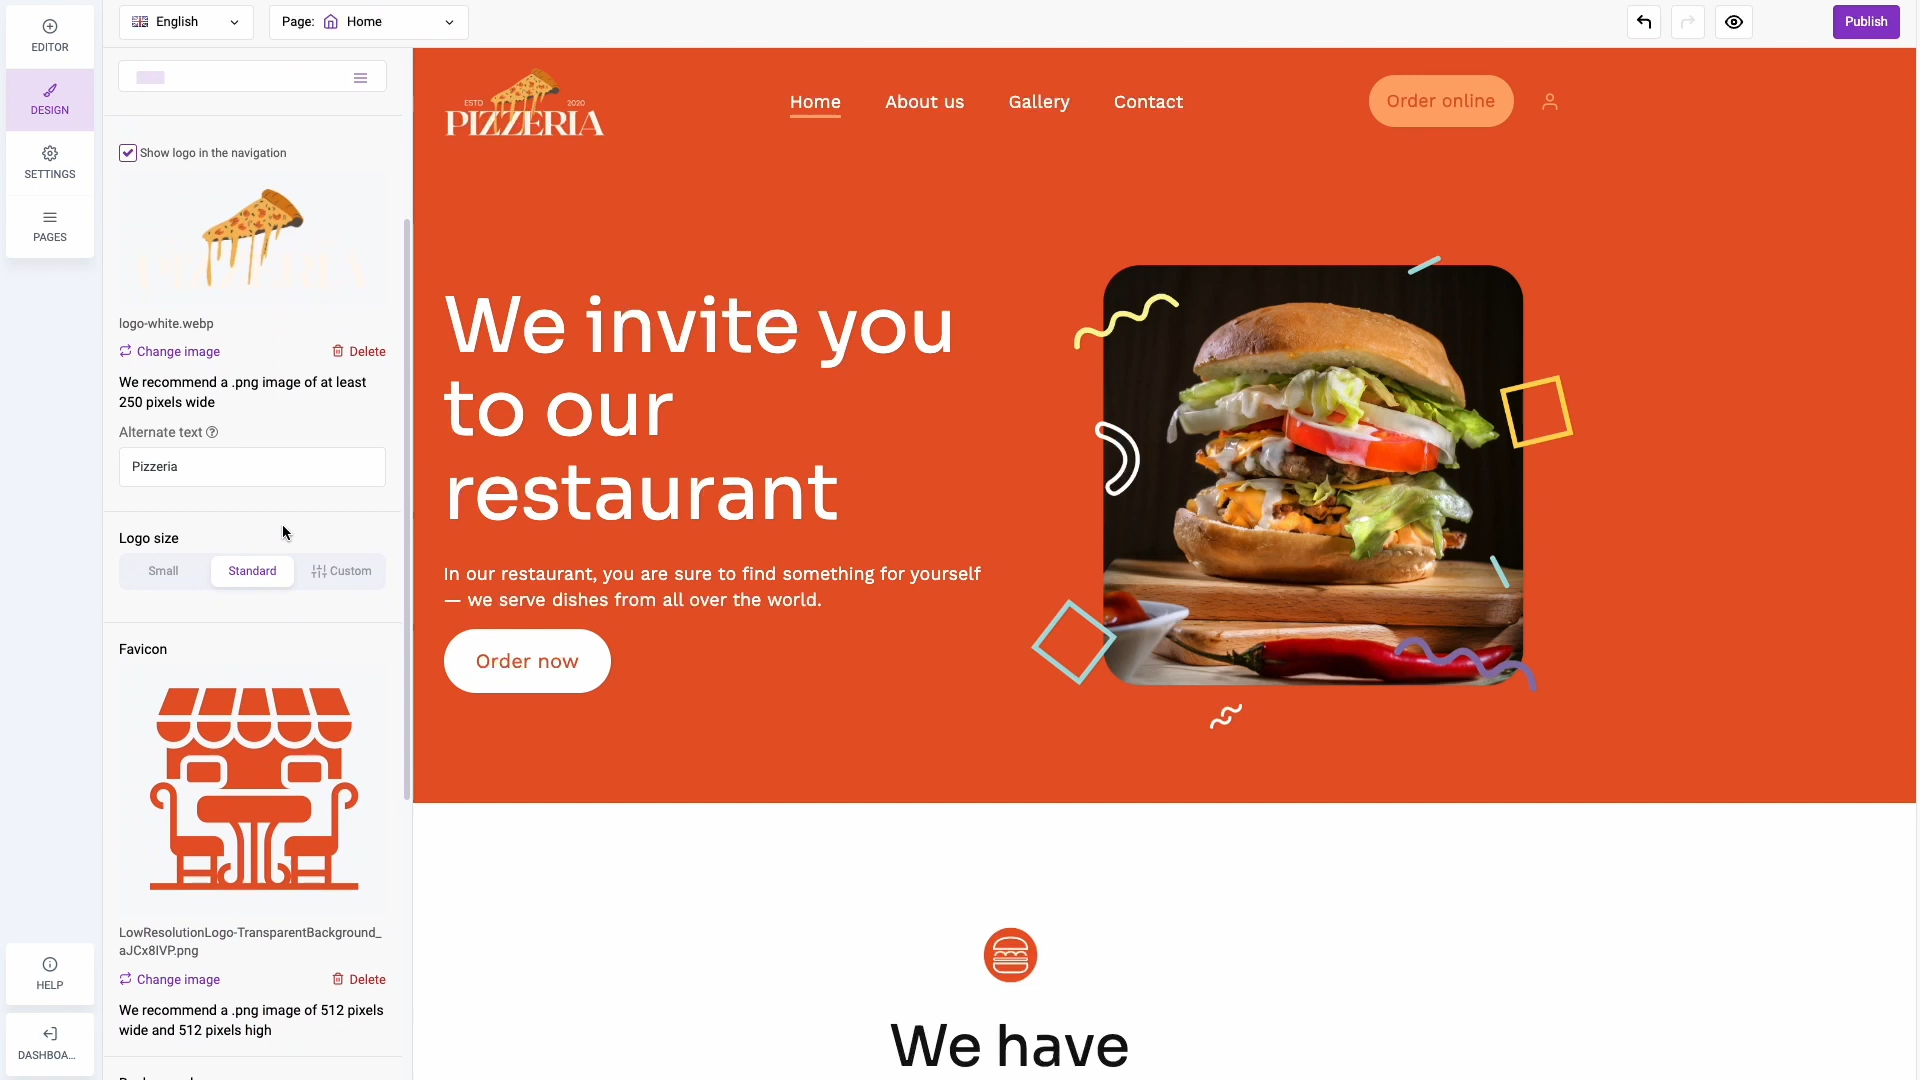 English
Page: Home
Publish
EDITOR
DESIGN
SETTINGS
PAGES
HELP
DASHBOA...
Show logo in the navigation
logo-white.webp
Change image
Delete
We recommend a .png image of at least
250 pixels wide
Alternate text
Pizzeria
Logo size
Small
Standard
Custom
Favicon
LowResolutionLogo-TransparentBackground_
aJCx8IVP.png
Change image
Delete
We recommend a .png image of 512 pixels
wide and 512 pixels high
ESTD 2020
PIZZERIA
Home
About us
Gallery
Contact
Order online
We invite you
to our
restaurant
In our restaurant, you are sure to find something for yourself
— we serve dishes from all over the world.
Order now
We have